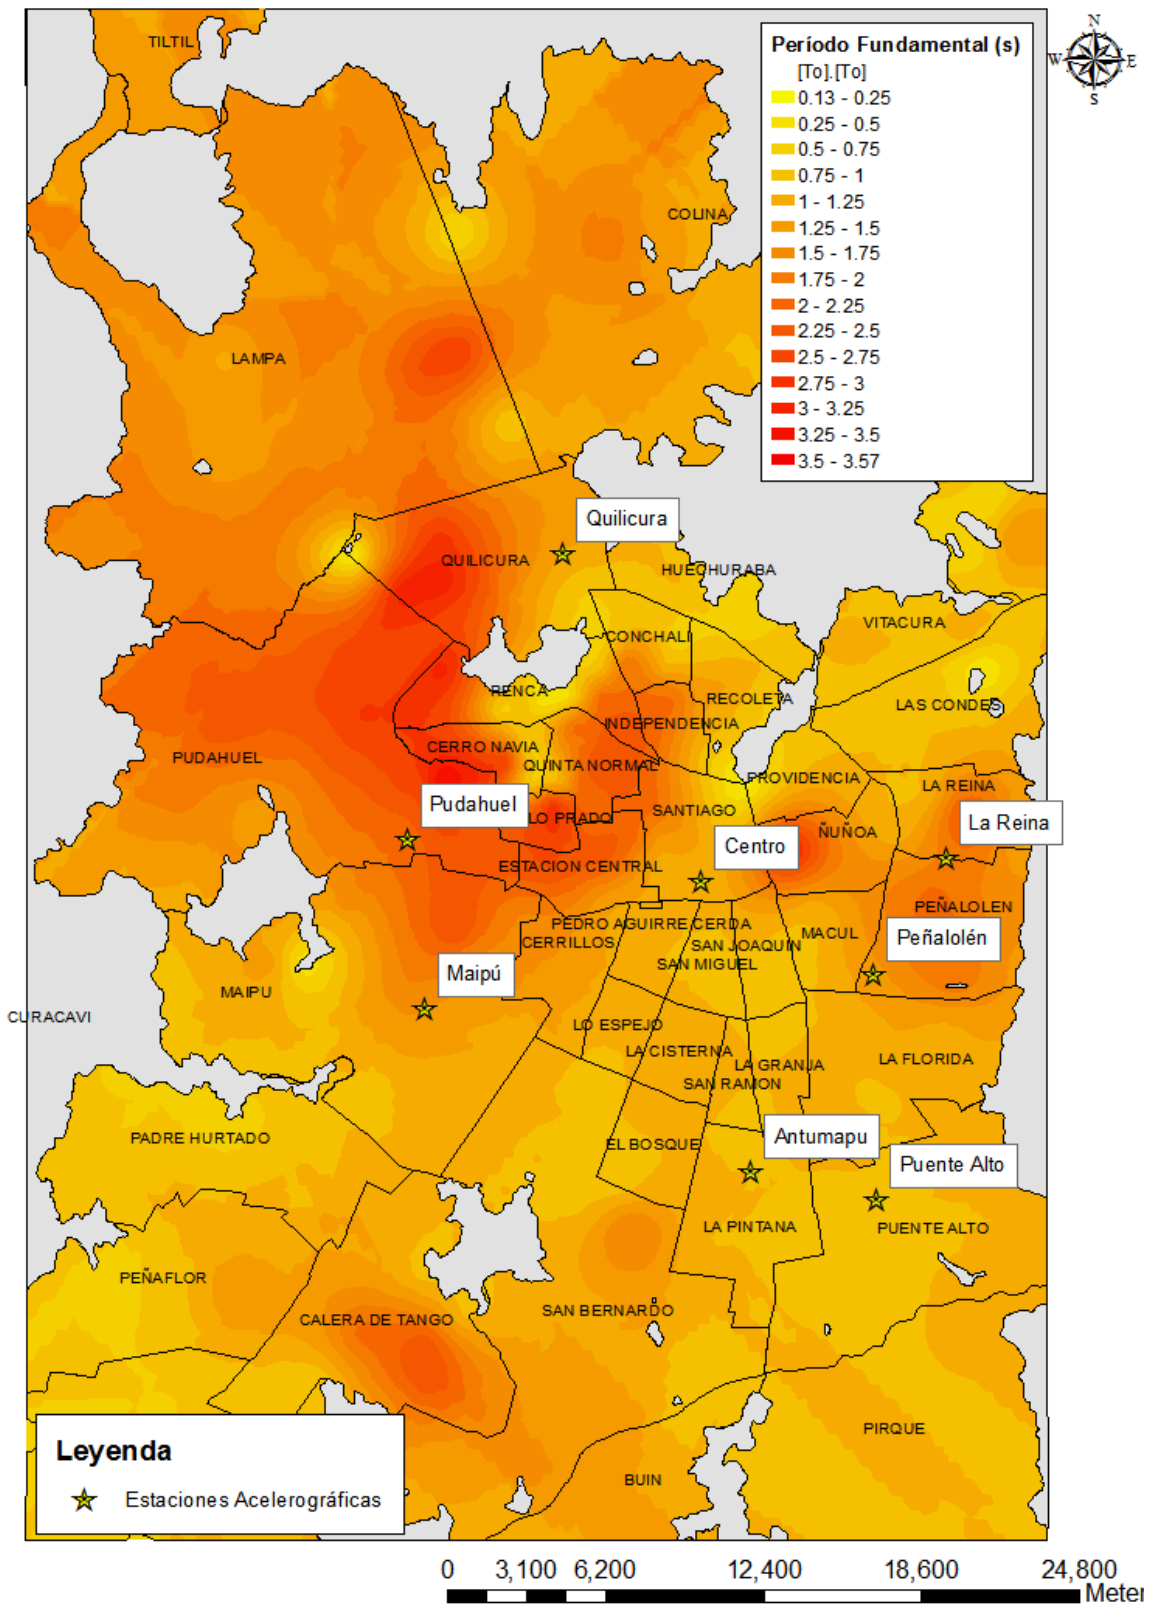 N
W E
S
Período Fundamental (s)
[To].[To]
0.13 - 0.25
0.25 - 0.5
0.5 - 0.75
0.75 - 1
1 - 1.25
1.25 - 1.5
1.5 - 1.75
1.75 - 2
2 - 2.25
2.25 - 2.5
2.5 - 2.75
2.75 - 3
3 - 3.25
3.25 - 3.5
3.5 - 3.57
TILTIL
COLINA
LAMPA
Quilicura
QUILICURA
HUECHURABA
VITACURA
CONCHALI
RENCA
RECOLETA
LAS CONDES
INDEPENDENCIA
CERRO NAVIA
PUDAHUEL
QUINTA NORMAL
PROVIDENCIA
LA REINA
Pudahuel
SANTIAGO
LO PRADO
La Reina
ÑUÑOA
Centro
ESTACION CENTRAL
PEÑALOLEN
PEDRO AGUIRRE CERDA
MACUL
Peñalolén
CERRILLOS
SAN JOAQUIN
SAN MIGUEL
Maipú
MAIPU
CURACAVI
LO ESPEJO
LA CISTERNA
LA FLORIDA
LA GRANJA
SAN RAMON
PADRE HURTADO
Antumapu
EL BOSQUE
Puente Alto
LA PINTANA
PUENTE ALTO
PEÑAFLOR
SAN BERNARDO
CALERA DE TANGO
PIRQUE
BUIN
Leyenda
Estaciones Acelerográficas
0 3,100 6,200 12,400 18,600 24,800
Meter